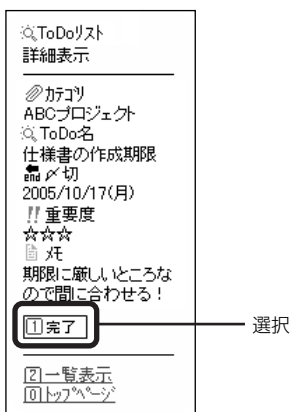 ToDoリスト
詳細表示
カテゴリ
ABCプロジェクト
ToDo名
仕様書の作成期限
end〆切
2005/10/17(月)
!!重要度
☆☆☆
メモ
期限に厳しいところな
ので間に合わせる!
1完了
選択
2一覧表示
0トップページ